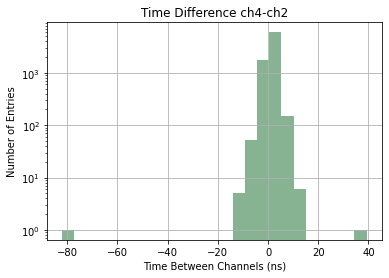 Time Difference ch4-ch2
Number of Entries
10³
10²
10¹
10⁰
−80 −60 −40 −20 0 20 40
Time Between Channels (ns)